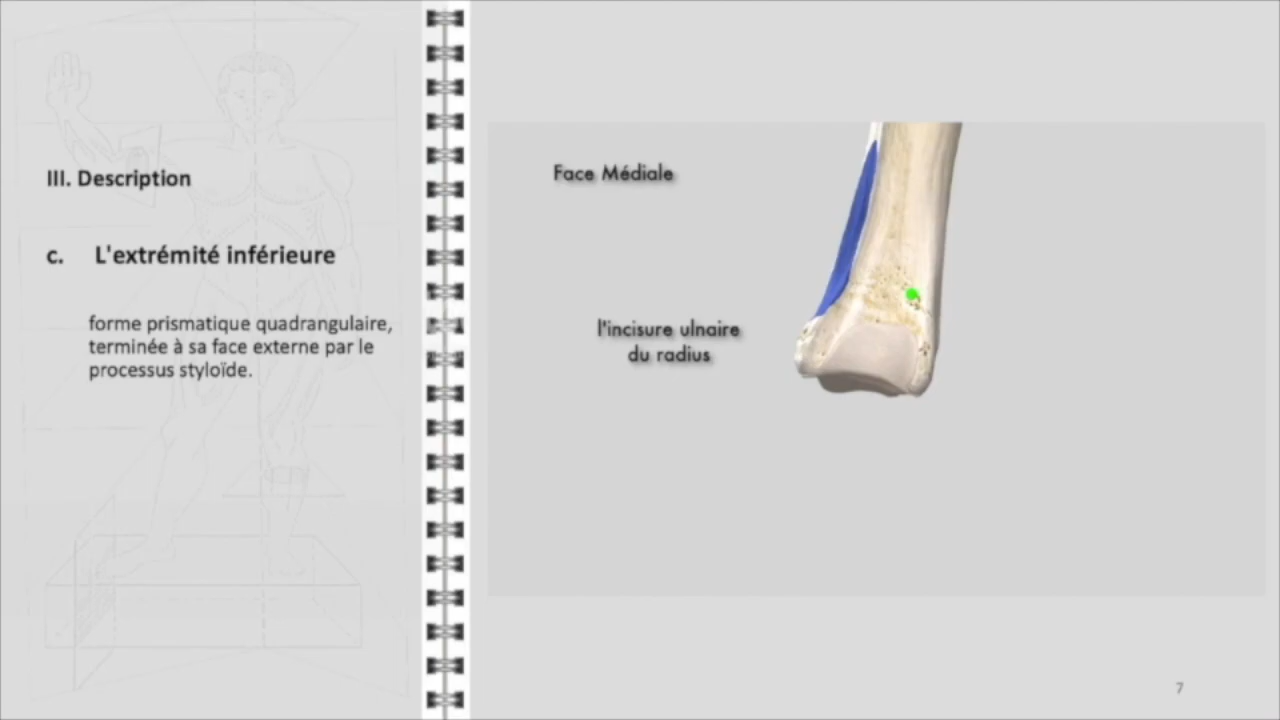 III. Description
c. L'extrémité inférieure
forme prismatique quadrangulaire,
terminée à sa face externe par le
processus styloïde.
Face Médiale
l'incisure ulnaire
du radius
7